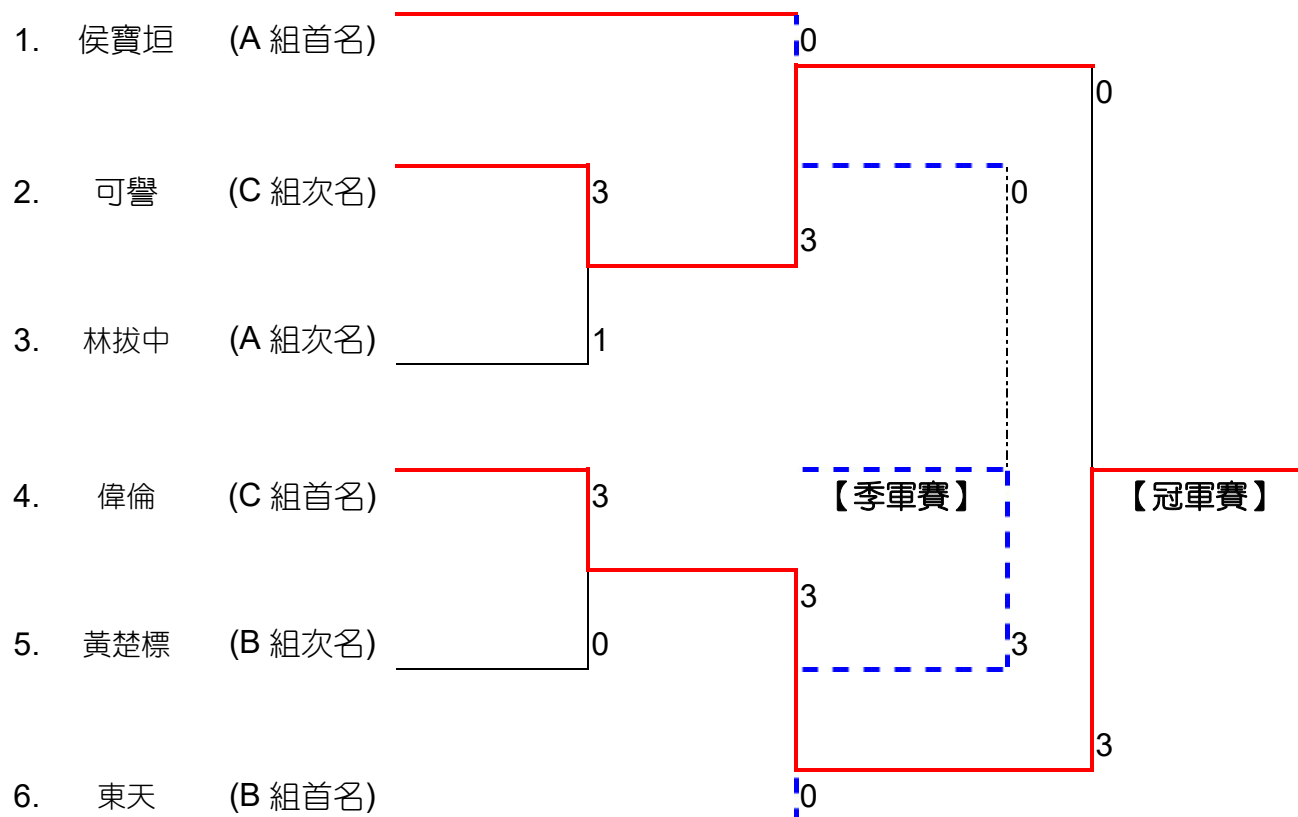 1. 侯寶垣 (A 組首名)
0
0
2. 可譽 (C 組次名)
3
0
3
3. 林拔中 (A 組次名)
1
4. 偉倫 (C 組首名)
3
【季軍賽】
【冠軍賽】
3
5. 黃楚標 (B 組次名)
0
3
3
6. 東天 (B 組首名)
0